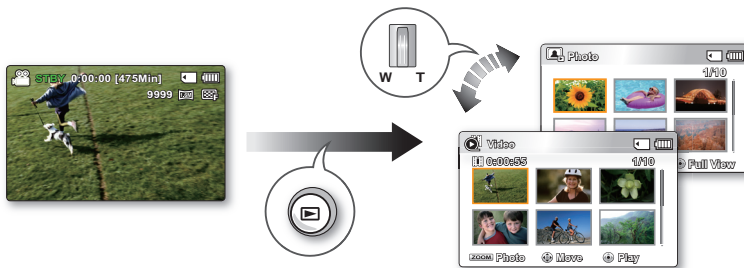 STBY 0:00:00 [475Min]
9999
F
W T
Photo
1/10
Full View
Video
0:00:55 1/10
ZOOM Photo Move Play